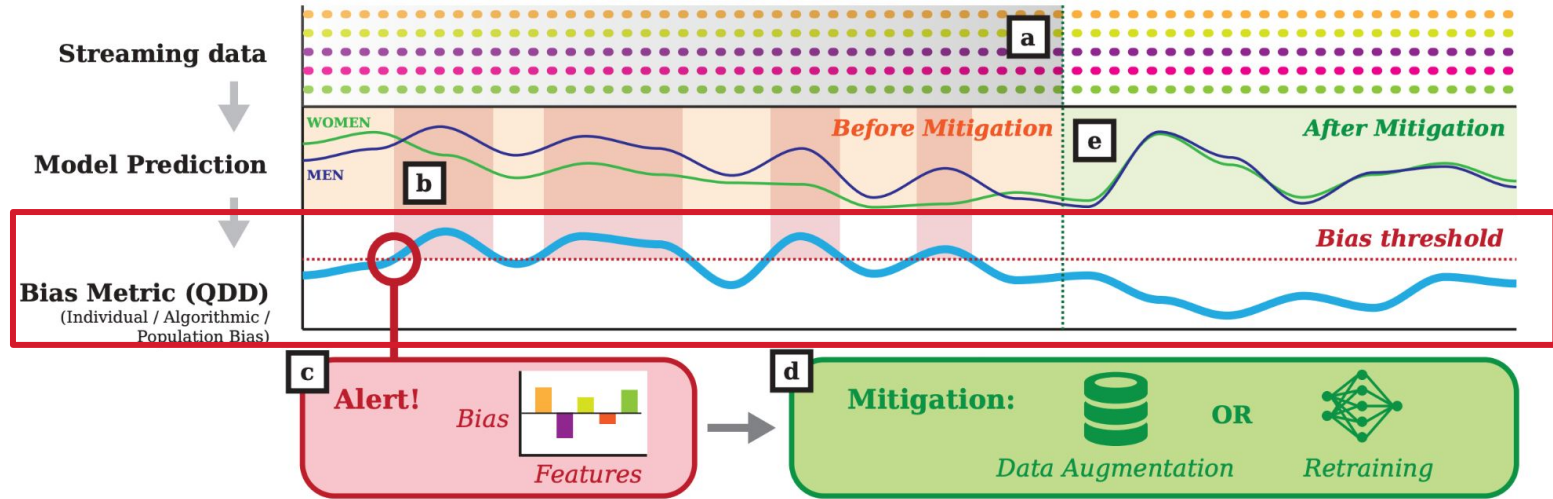 Streaming data
a
WOMEN
Before Mitigation
After Mitigation
e
Model Prediction
MEN
b
Bias threshold
Bias Metric (QDD)
(Individual / Algorithmic /
Population Bias)
c
Alert!
Bias
Features
d
Mitigation:
OR
Data Augmentation
Retraining